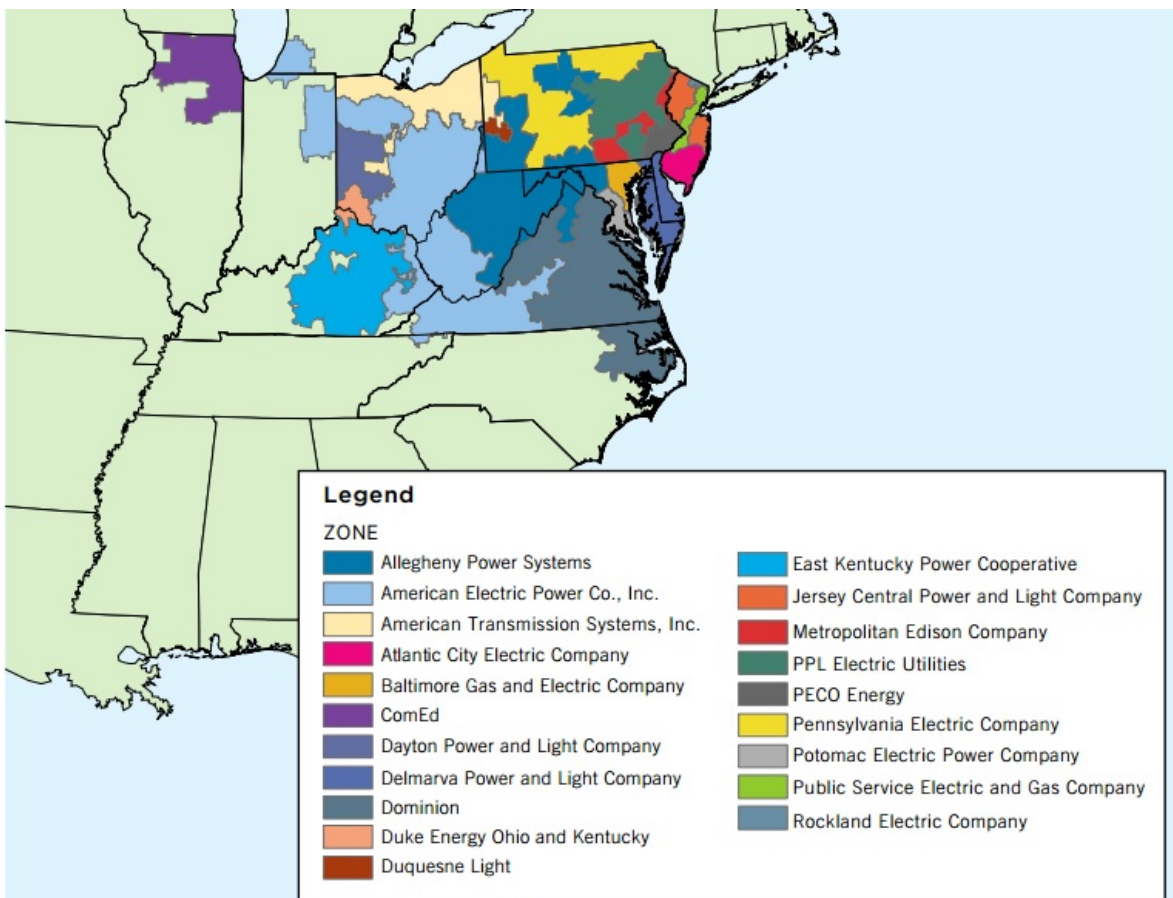 Legend
ZONE
Allegheny Power Systems
American Electric Power Co., Inc.
American Transmission Systems, Inc.
Atlantic City Electric Company
Baltimore Gas and Electric Company
ComEd
Dayton Power and Light Company
Delmarva Power and Light Company
Dominion
Duke Energy Ohio and Kentucky
Duquesne Light
East Kentucky Power Cooperative
Jersey Central Power and Light Company
Metropolitan Edison Company
PPL Electric Utilities
PECO Energy
Pennsylvania Electric Company
Potomac Electric Power Company
Public Service Electric and Gas Company
Rockland Electric Company